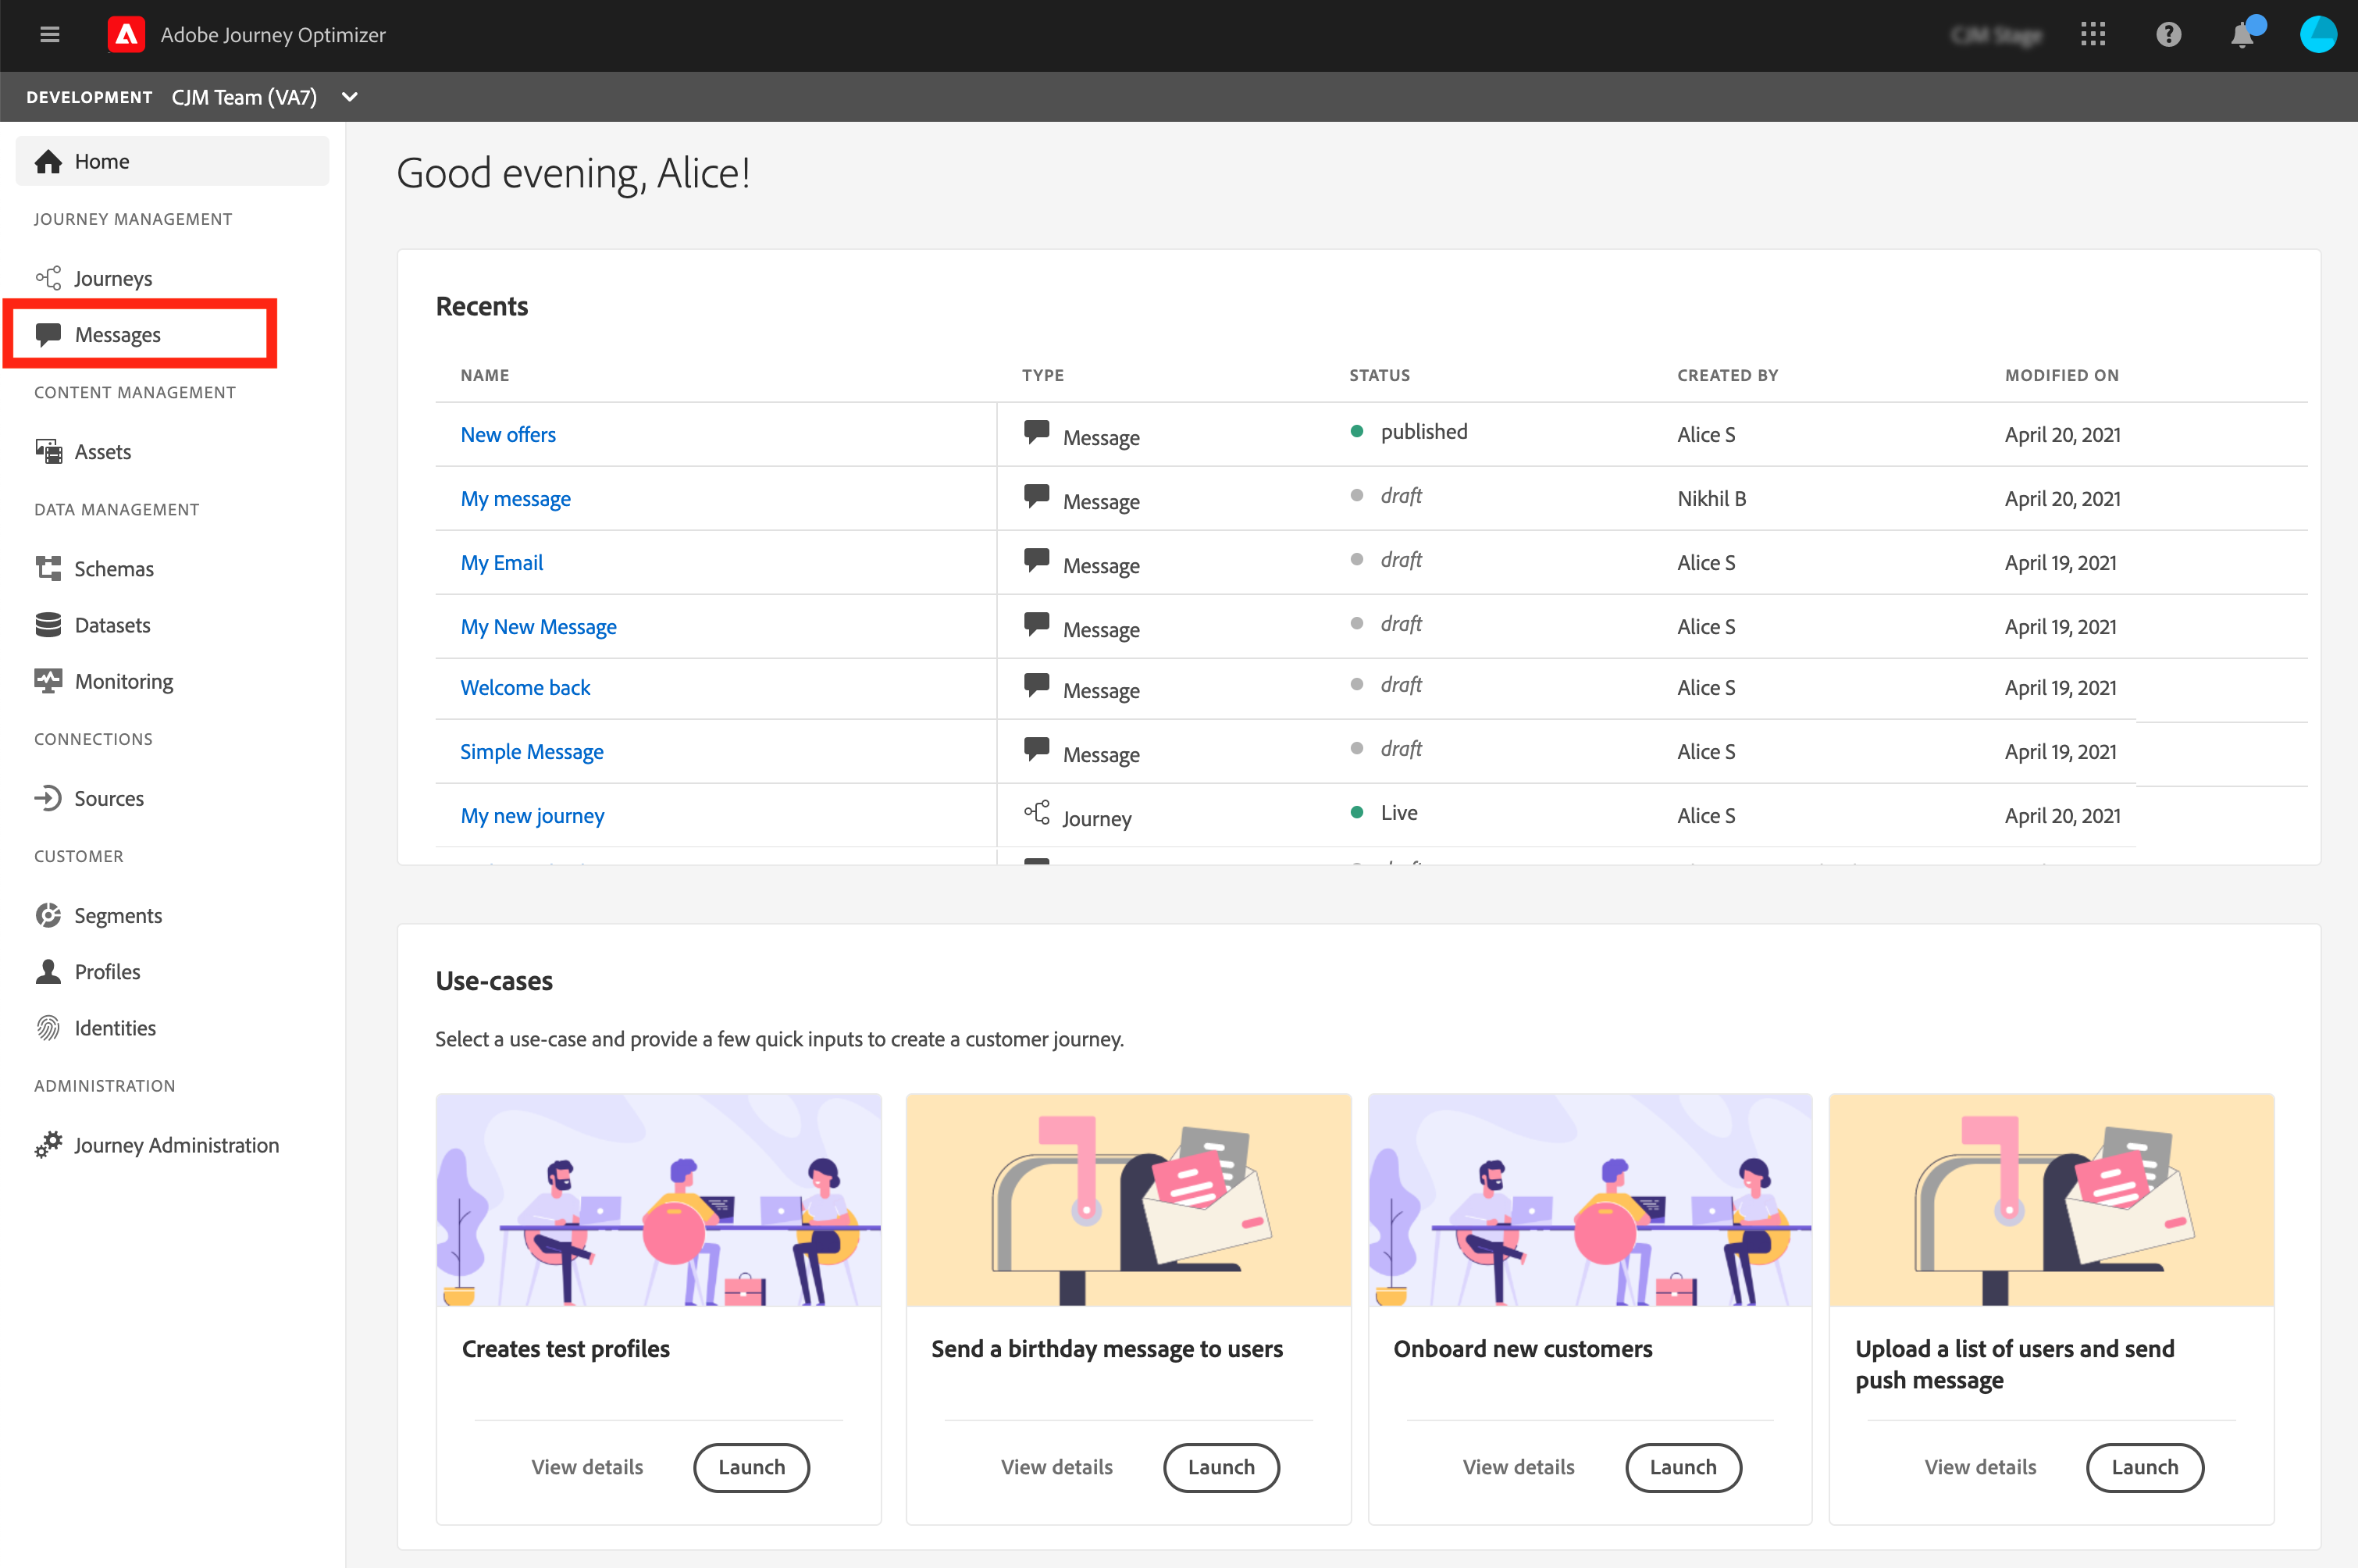 Adobe Journey Optimizer
DEVELOPMENT CJM Team (VA7)
Home
JOURNEY MANAGEMENT
Journeys
Messages
CONTENT MANAGEMENT
Assets
DATA MANAGEMENT
Schemas
Datasets
Monitoring
CONNECTIONS
Sources
CUSTOMER
Segments
Profiles
Identities
ADMINISTRATION
Journey Administration
Good evening, Alice!
Recents
NAME TYPE STATUS CREATED BY MODIFIED ON
New offers Message published Alice S April 20, 2021
My message Message draft Nikhil B April 20, 2021
My Email Message draft Alice S April 19, 2021
My New Message Message draft Alice S April 19, 2021
Welcome back Message draft Alice S April 19, 2021
Simple Message Message draft Alice S April 19, 2021
My new journey Journey Live Alice S April 20, 2021
Use-cases
Select a use-case and provide a few quick inputs to create a customer journey.
Creates test profiles
View details Launch
Send a birthday message to users
View details Launch
Onboard new customers
View details Launch
Upload a list of users and send
push message
View details Launch